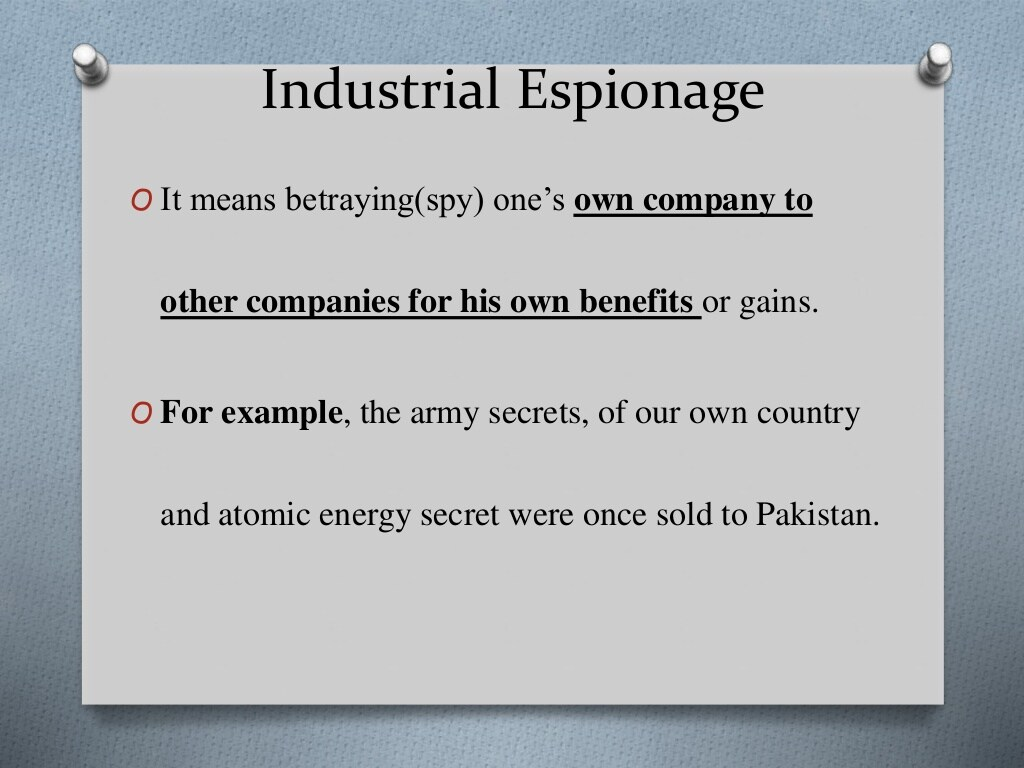 Industrial Espionage
O It means betraying(spy) one’s own company to
other companies for his own benefits or gains.
O For example, the army secrets, of our own country
and atomic energy secret were once sold to Pakistan.